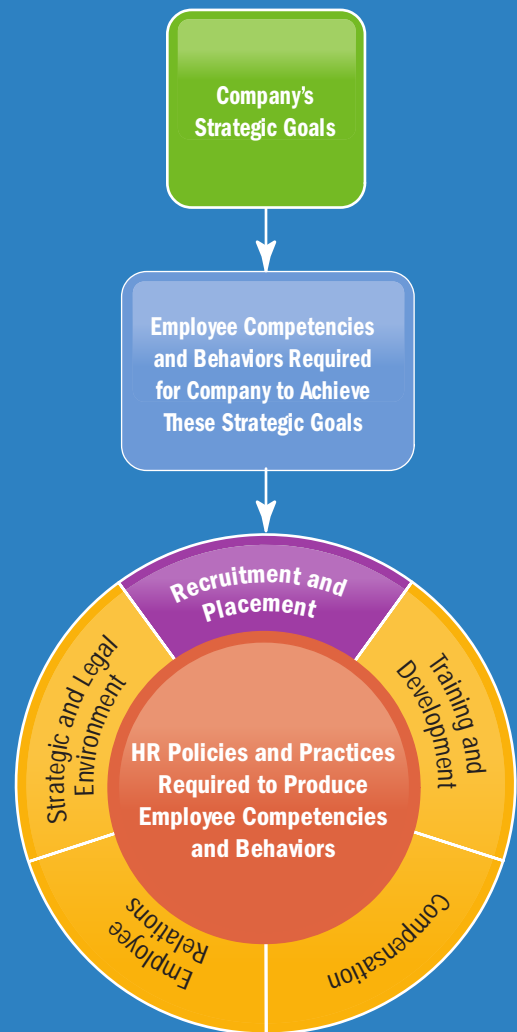 Company's
Strategic Goals
Employee Competencies
and Behaviors Required
for Company to Achieve
These Strategic Goals
Recruitment and
Placement
Strategic and Legal
Environment
Training and
Development
HR Policies and Practices
Required to Produce
Employee Competencies
and Behaviors
Employee
Relations
Compensation